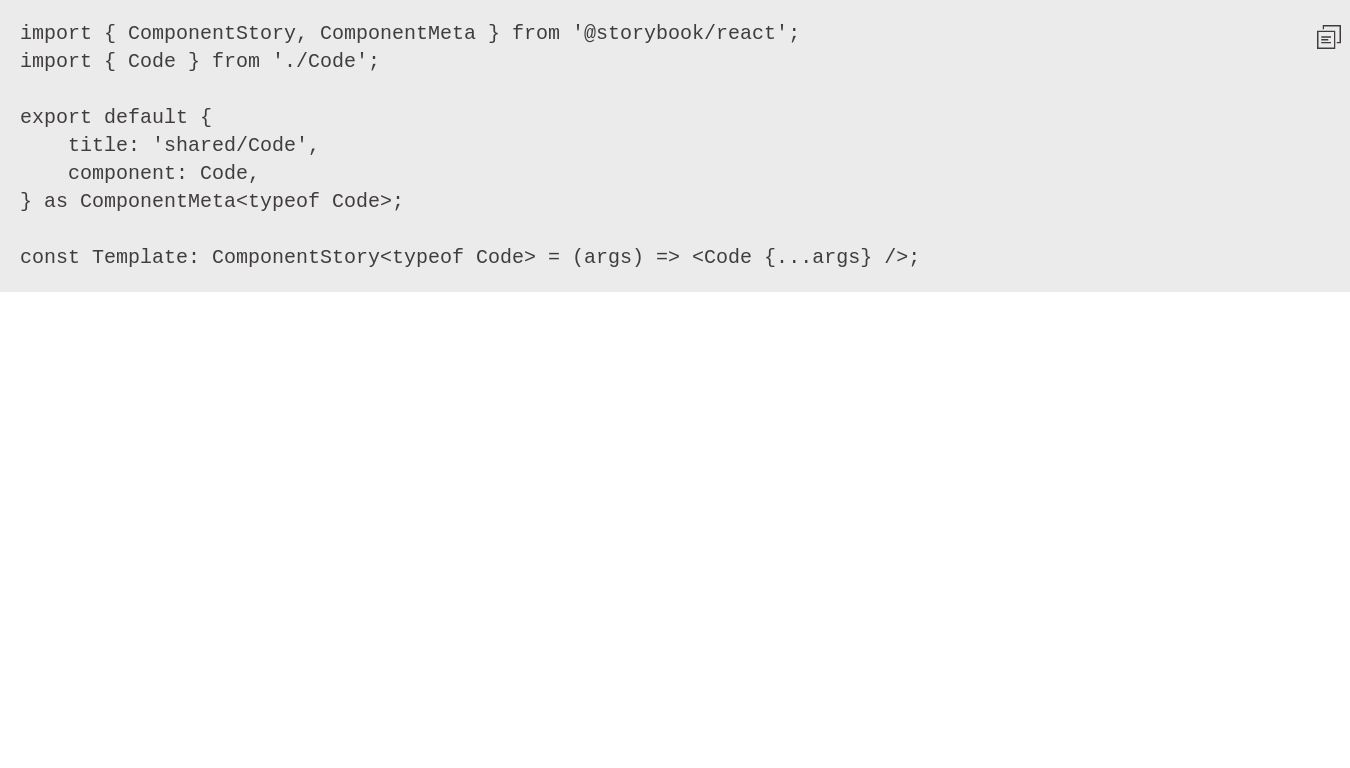 import { ComponentStory, ComponentMeta } from '@storybook/react';
import { Code } from './Code';

export default {
    title: 'shared/Code',
    component: Code,
} as ComponentMeta<typeof Code>;

const Template: ComponentStory<typeof Code> = (args) => <Code {...args} />;